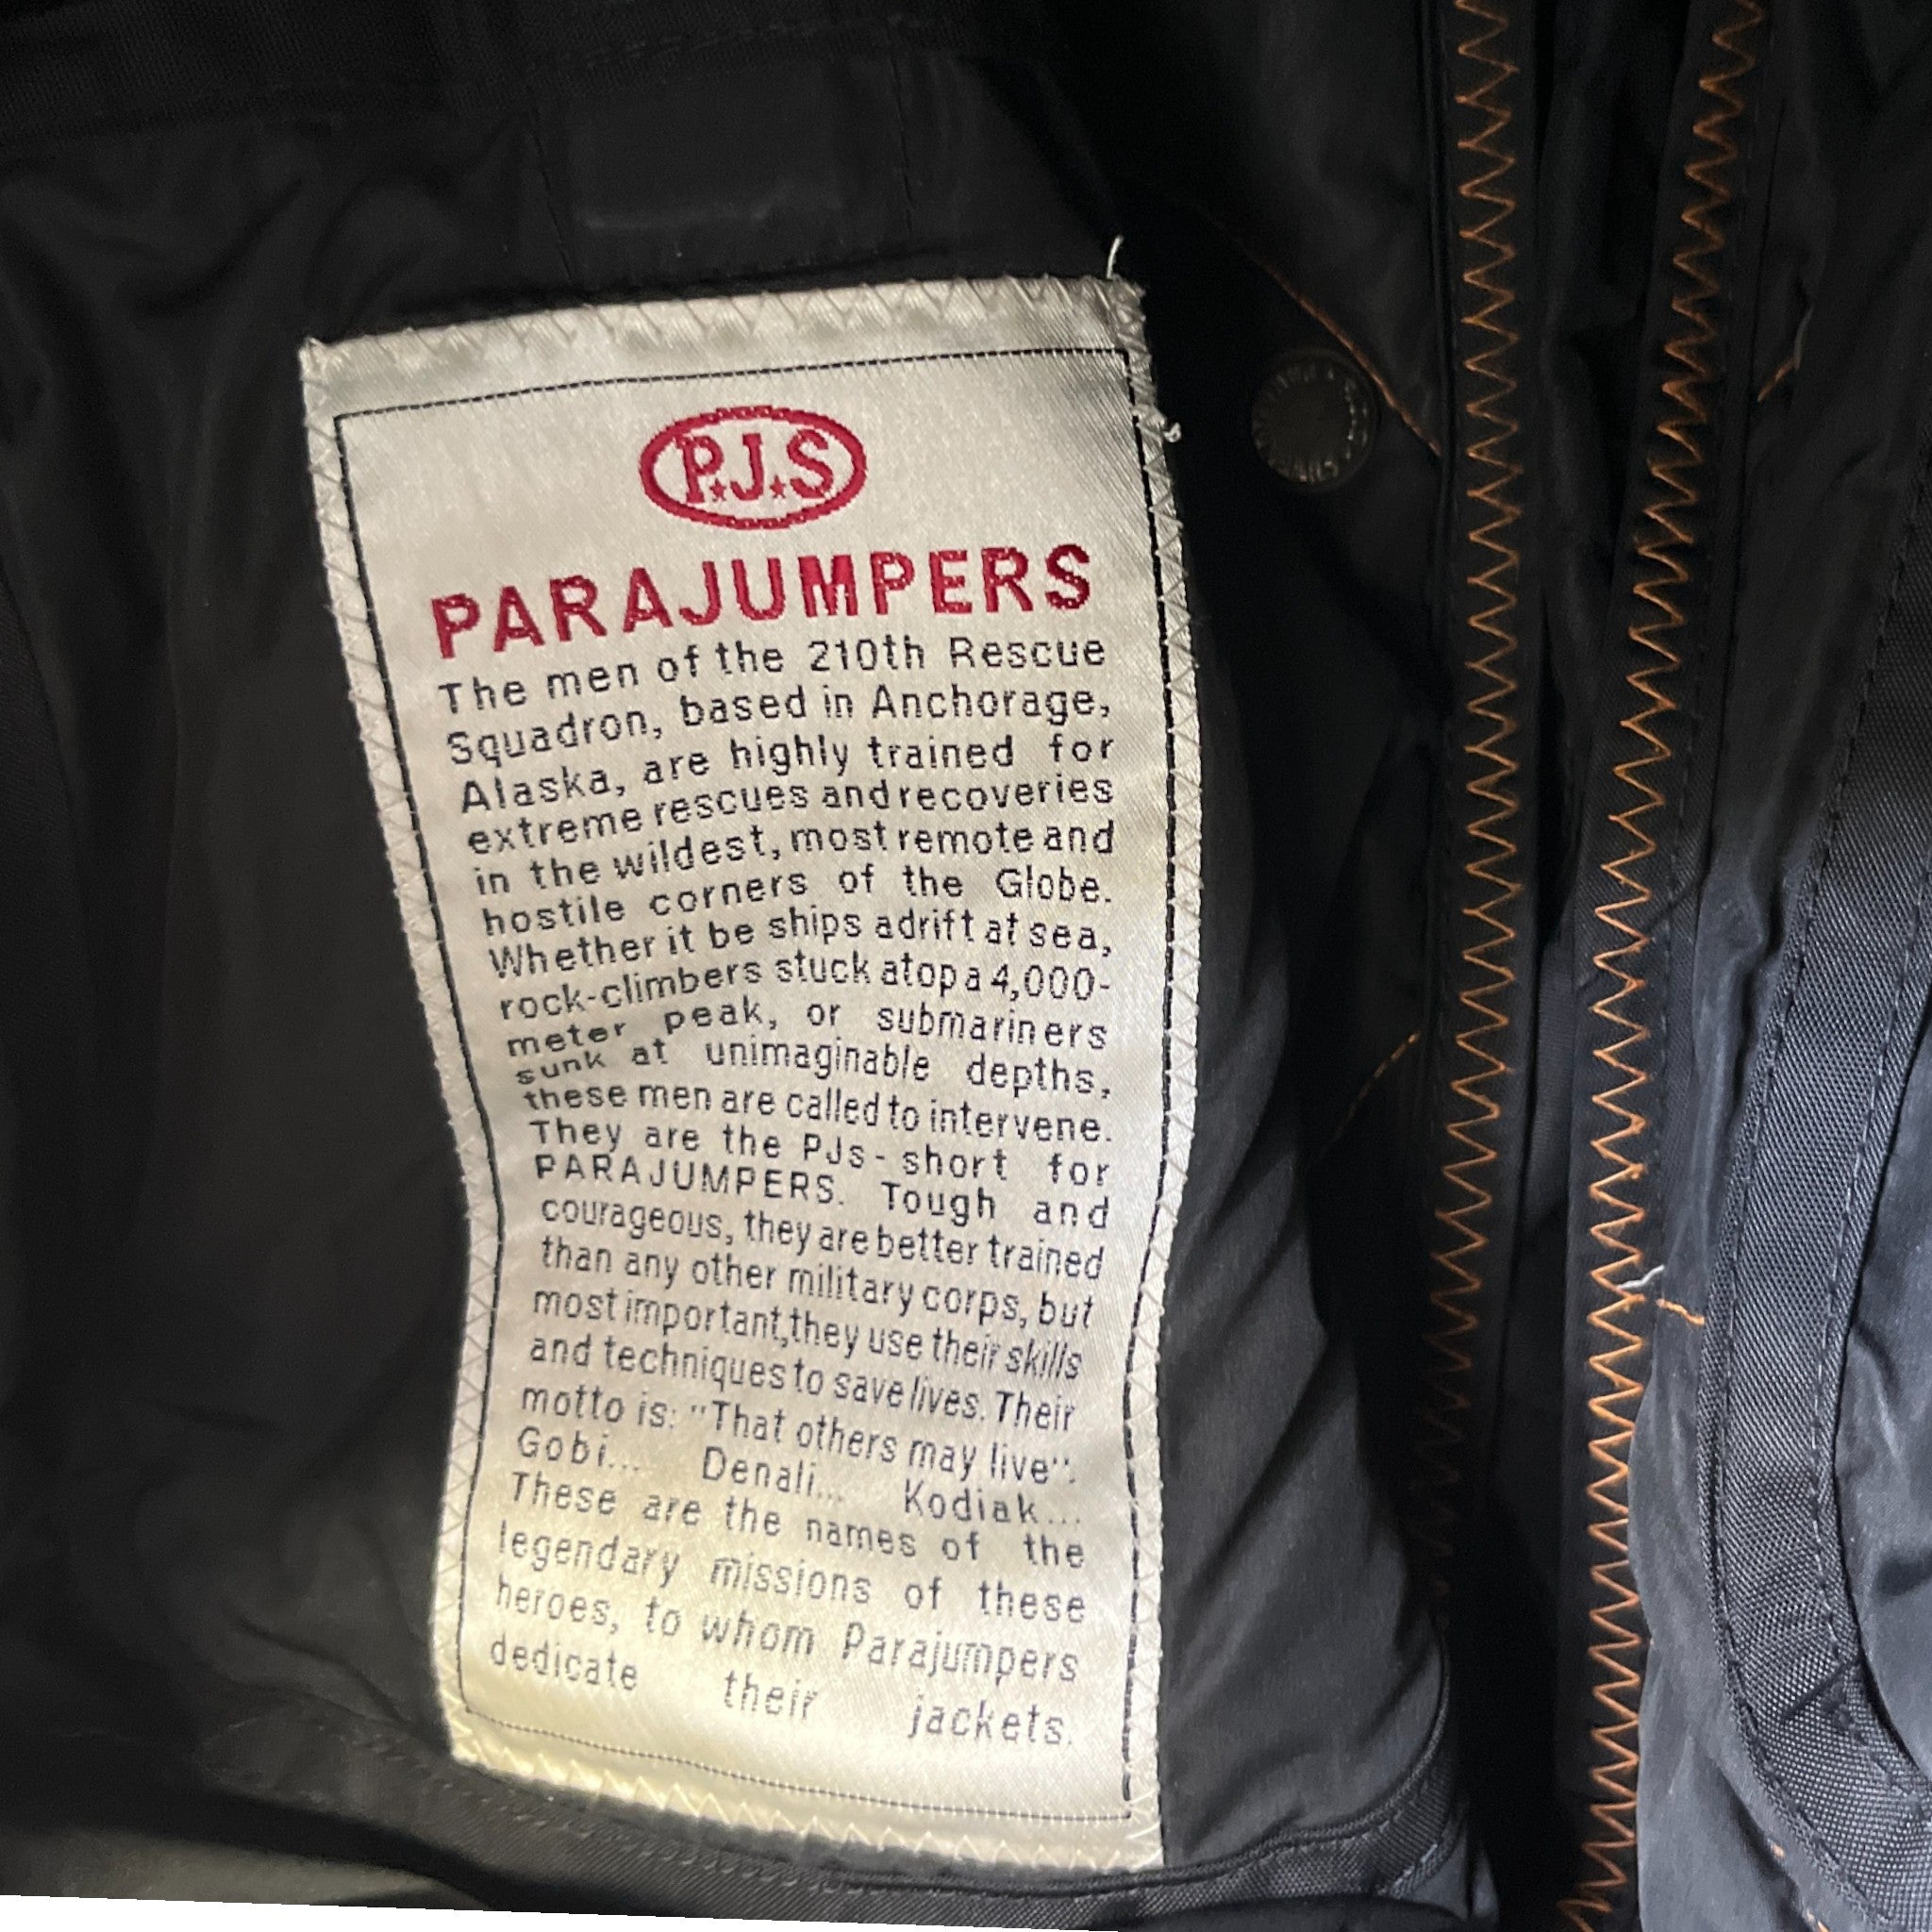 P.J.S
PARAJUMPERS
The men of the 210th Rescue
Squadron, based in Anchorage,
Alaska, are highly trained for
extreme rescues and recoveries
in the wildest, most remote and
hostile corners of the Globe.
Whether it be ships adrift at sea,
rock-climbers stuck atop a 4,000-
meter peak, or submariners
sunk at unimaginable depths,
these men are called to intervene.
They are the PJs - short for
PARAJUMPERS. Tough and
courageous, they are better trained
than any other military corps, but
most important,they use their skills
and techniques to save lives. Their
motto is: "That others may live".
Gobi... Denali... Kodiak...
These are the names of the
legendary missions of these
heroes, to whom Parajumpers
dedicate their jackets.